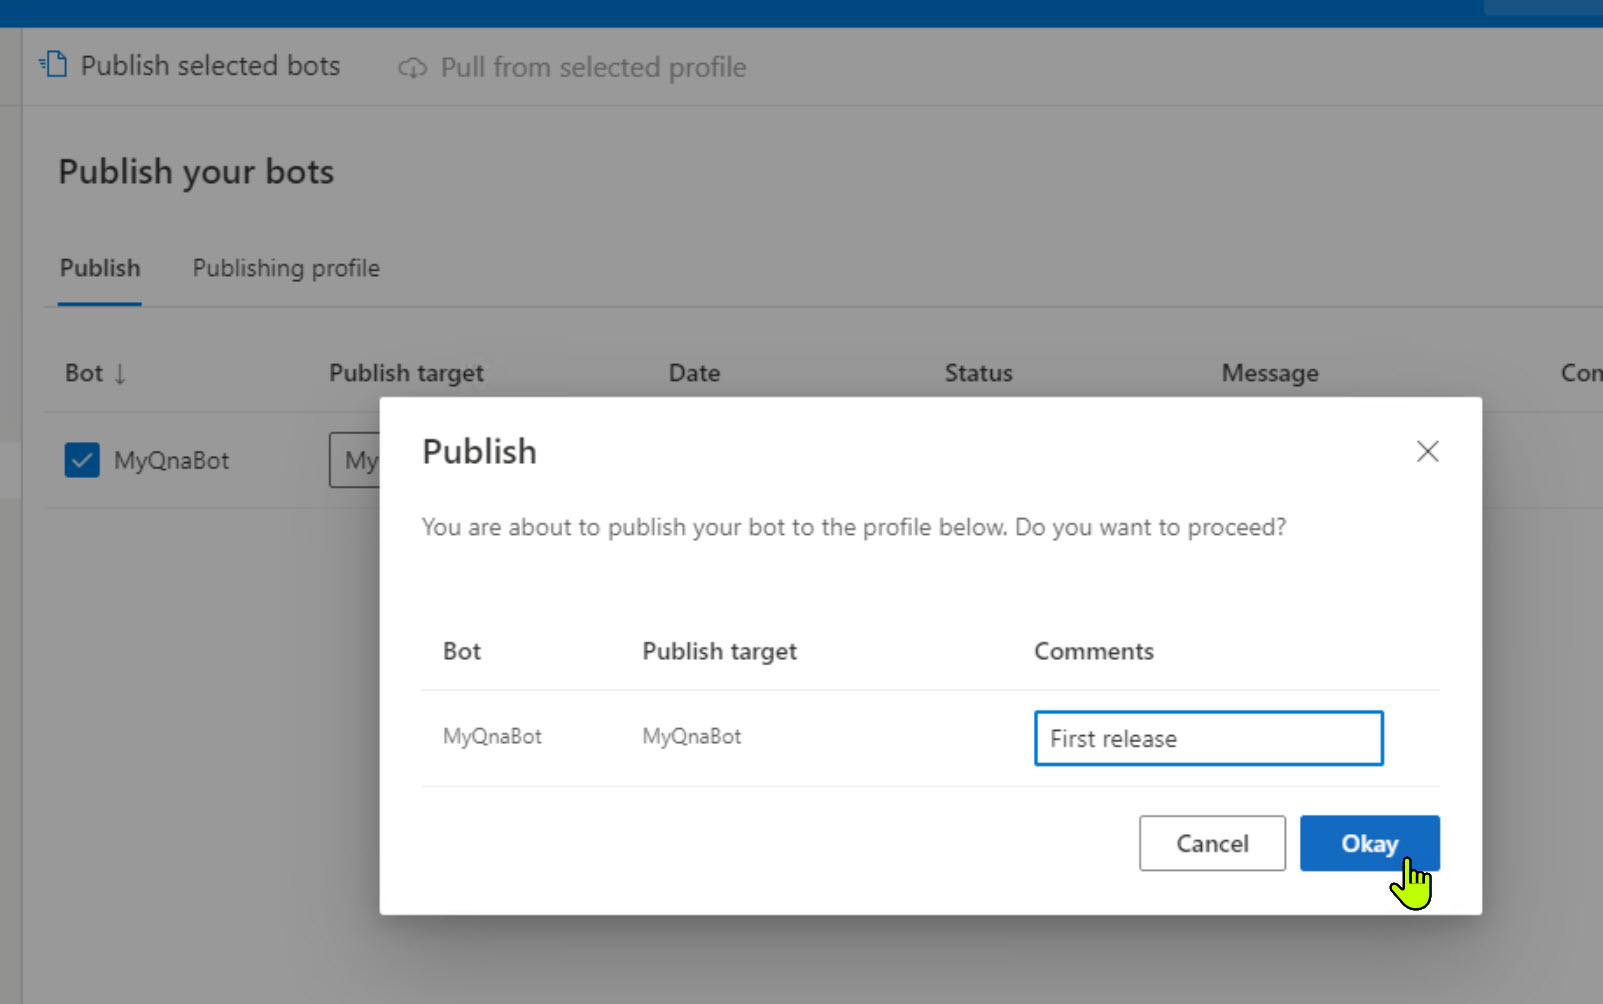 Publish selected bots Pull from selected profile
Publish your bots
Publish Publishing profile
Bot ↓ Publish target Date Status Message
MyQnaBot
Publish
You are about to publish your bot to the profile below. Do you want to proceed?
Bot Publish target Comments
MyQnaBot MyQnaBot First release
Cancel Okay